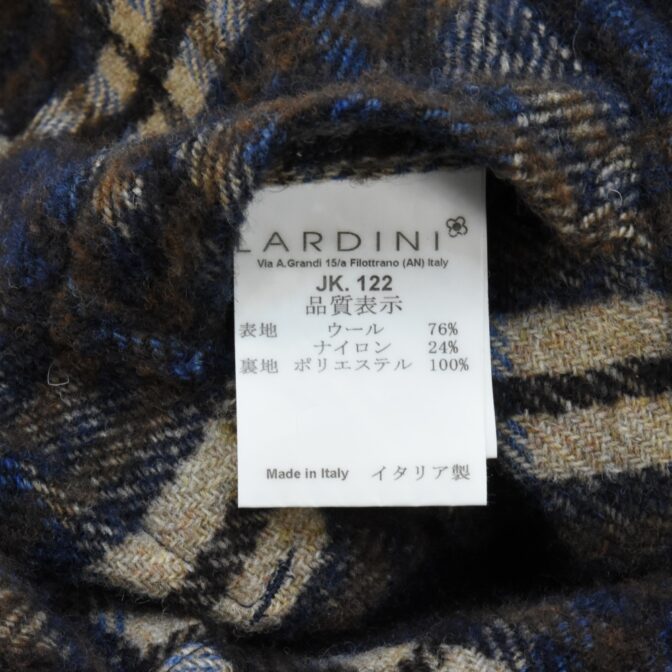 LARDINI
Via A.Grandi 15/a Filottrano (AN) Italy
JK. 122
品質表示
表地 ウール 76%
ナイロン 24%
裏地 ポリエステル 100%
Made in Italy イタリア製